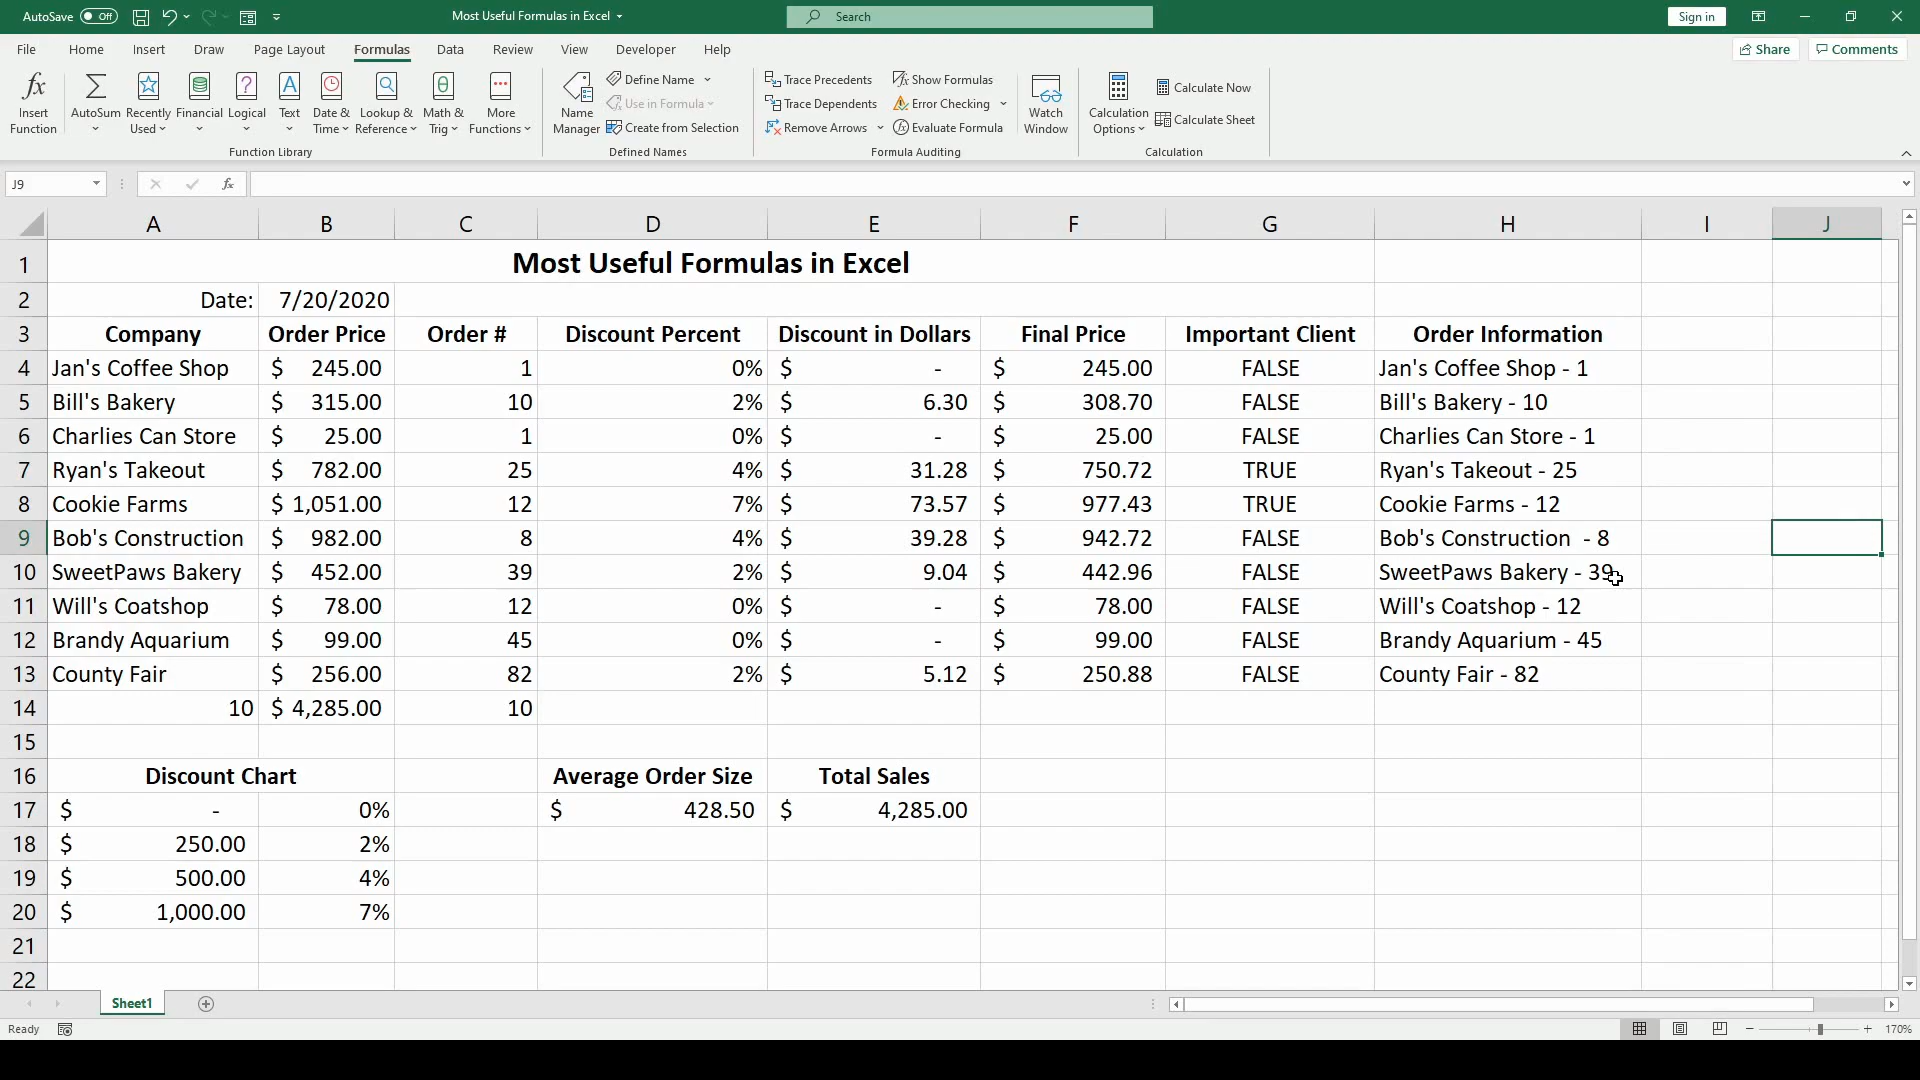 AutoSave Off Most Useful Formulas in Excel Search Sign in
File Home Insert Draw Page Layout Formulas Data Review View Developer Help Share Comments
Insert Function AutoSum Recently Used Financial Logical Text Date & Time Lookup & Reference Math & Trig More Functions Name Manager Define Name Use in Formula Create from Selection Trace Precedents Trace Dependents Remove Arrows Show Formulas Error Checking Evaluate Formula Watch Window Calculation Options Calculate Now Calculate Sheet
Function Library Defined Names Formula Auditing Calculation
J9 fx
A B C D E F G H I J
1 Most Useful Formulas in Excel
2 Date: 7/20/2020
3 Company Order Price Order # Discount Percent Discount in Dollars Final Price Important Client Order Information
4 Jan's Coffee Shop $ 245.00 1 0% $ - $ 245.00 FALSE Jan's Coffee Shop - 1
5 Bill's Bakery $ 315.00 10 2% $ 6.30 $ 308.70 FALSE Bill's Bakery - 10
6 Charlies Can Store $ 25.00 1 0% $ - $ 25.00 FALSE Charlies Can Store - 1
7 Ryan's Takeout $ 782.00 25 4% $ 31.28 $ 750.72 TRUE Ryan's Takeout - 25
8 Cookie Farms $ 1,051.00 12 7% $ 73.57 $ 977.43 TRUE Cookie Farms - 12
9 Bob's Construction $ 982.00 8 4% $ 39.28 $ 942.72 FALSE Bob's Construction  - 8
10 SweetPaws Bakery $ 452.00 39 2% $ 9.04 $ 442.96 FALSE SweetPaws Bakery - 39
11 Will's Coatshop $ 78.00 12 0% $ - $ 78.00 FALSE Will's Coatshop - 12
12 Brandy Aquarium $ 99.00 45 0% $ - $ 99.00 FALSE Brandy Aquarium - 45
13 County Fair $ 256.00 82 2% $ 5.12 $ 250.88 FALSE County Fair - 82
14 10 $ 4,285.00 10
15
16 Discount Chart Average Order Size Total Sales
17 $ - 0% $ 428.50 $ 4,285.00
18 $ 250.00 2%
19 $ 500.00 4%
20 $ 1,000.00 7%
21
22
Sheet1
Ready 170%